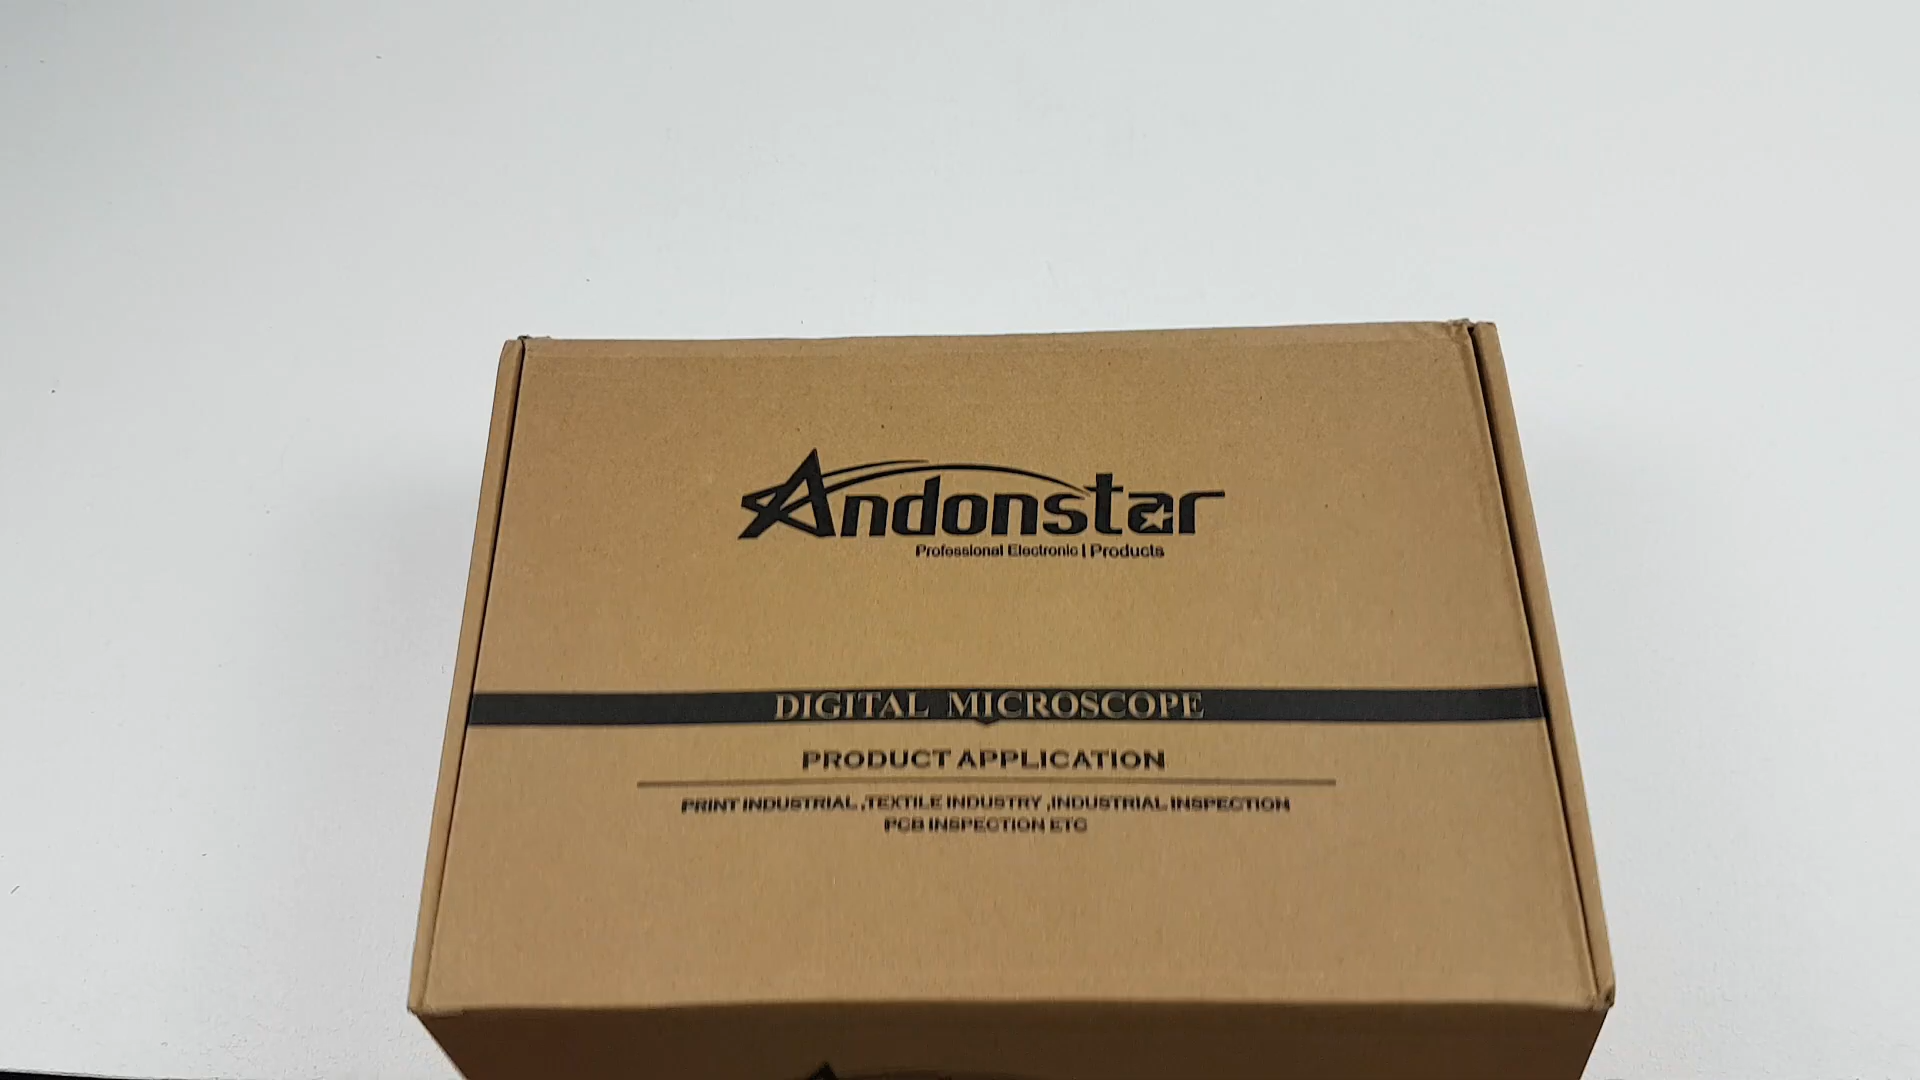 Andonstar
Professional Electronic | Products
DIGITAL MICROSCOPE
PRODUCT APPLICATION
PRINT INDUSTRIAL ,TEXTILE INDUSTRY ,INDUSTRIAL INSPECTION
PCB INSPECTION ETC